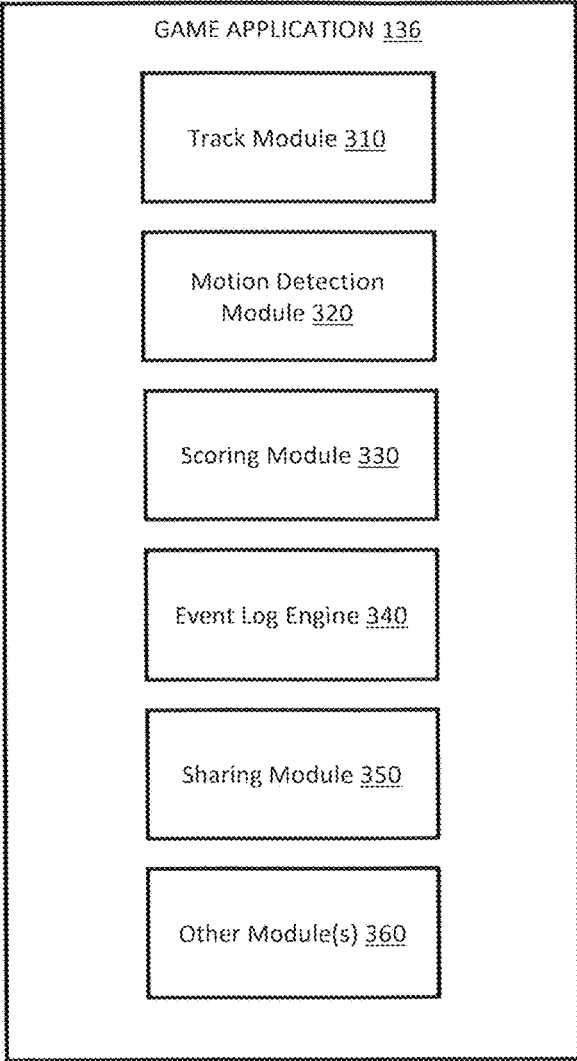 GAME APPLICATION 136
Track Module 310
Motion Detection
Module 320
Scoring Module 330
Event Log Engine 340
Sharing Module 350
Other Module(s) 360